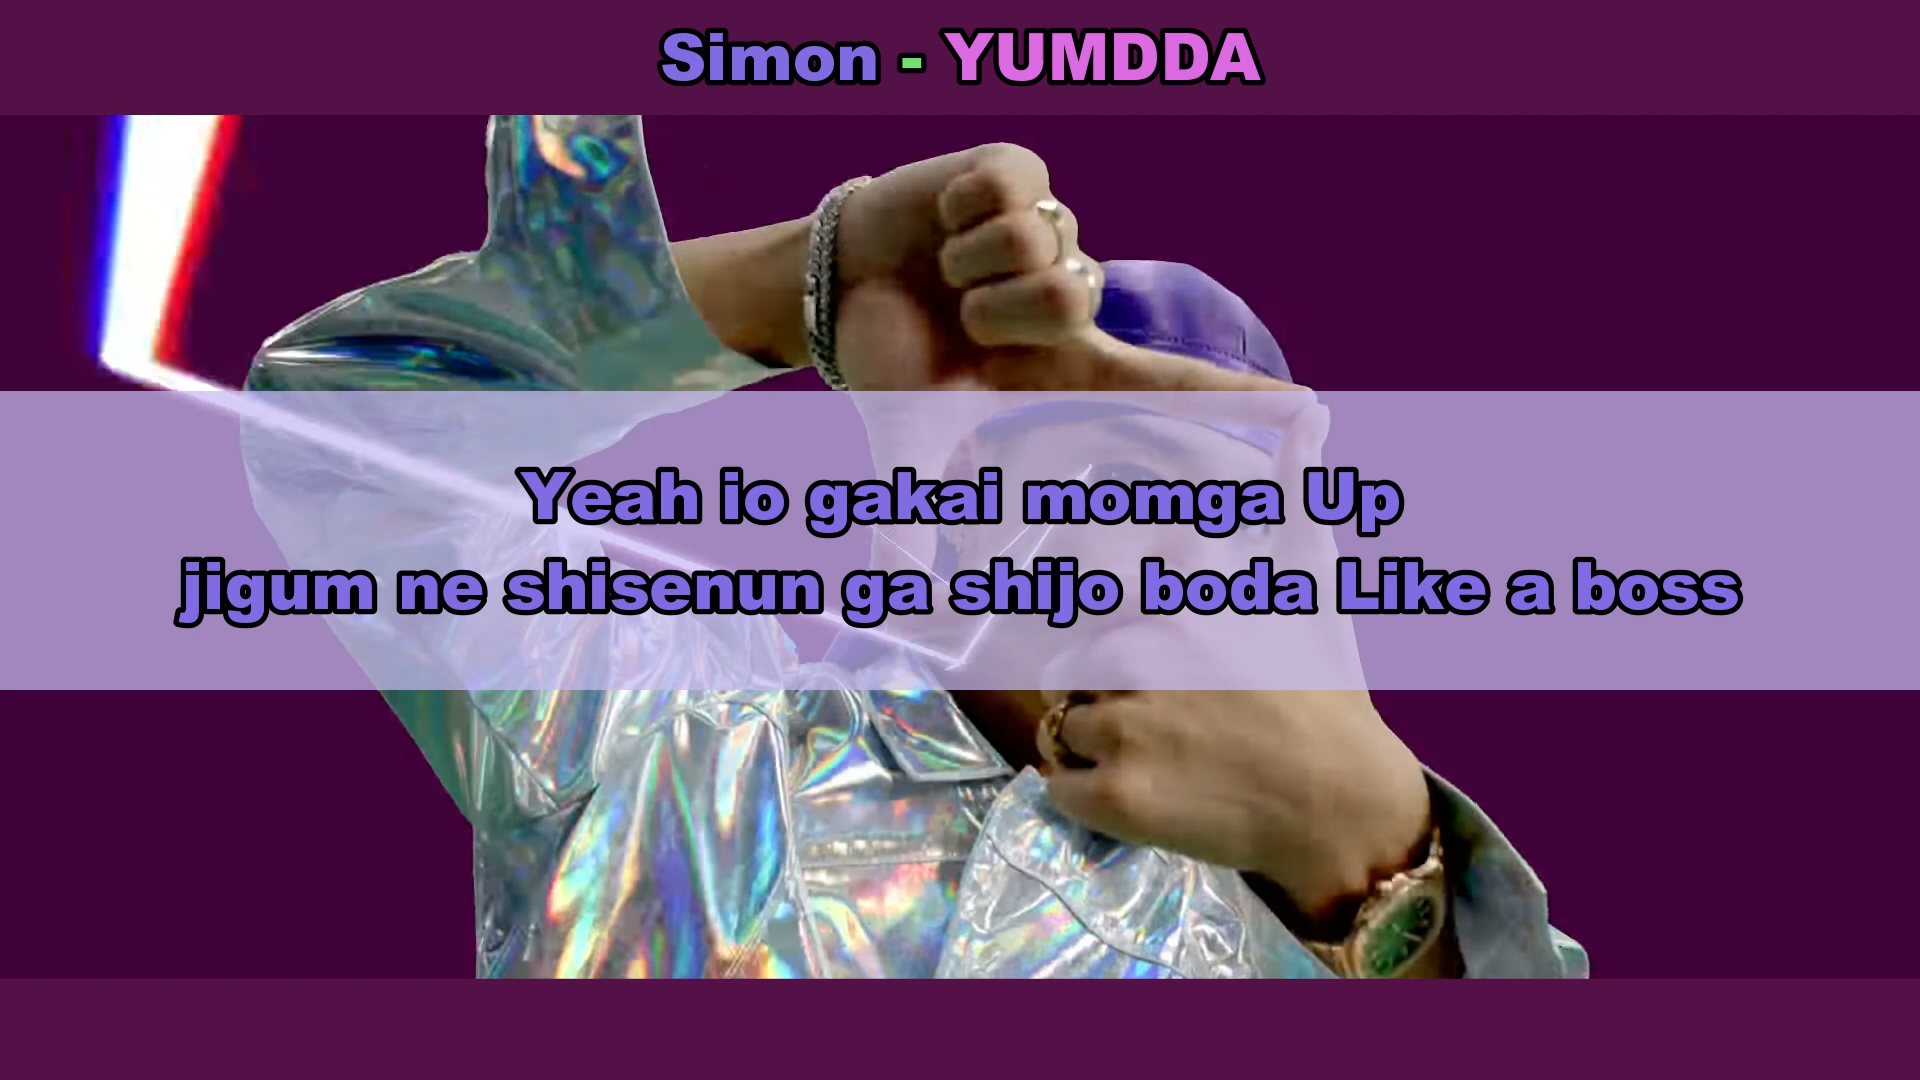 Simon - YUMDDA
Yeah io gakai momga Up
jigum ne shisenun ga shijo boda Like a boss